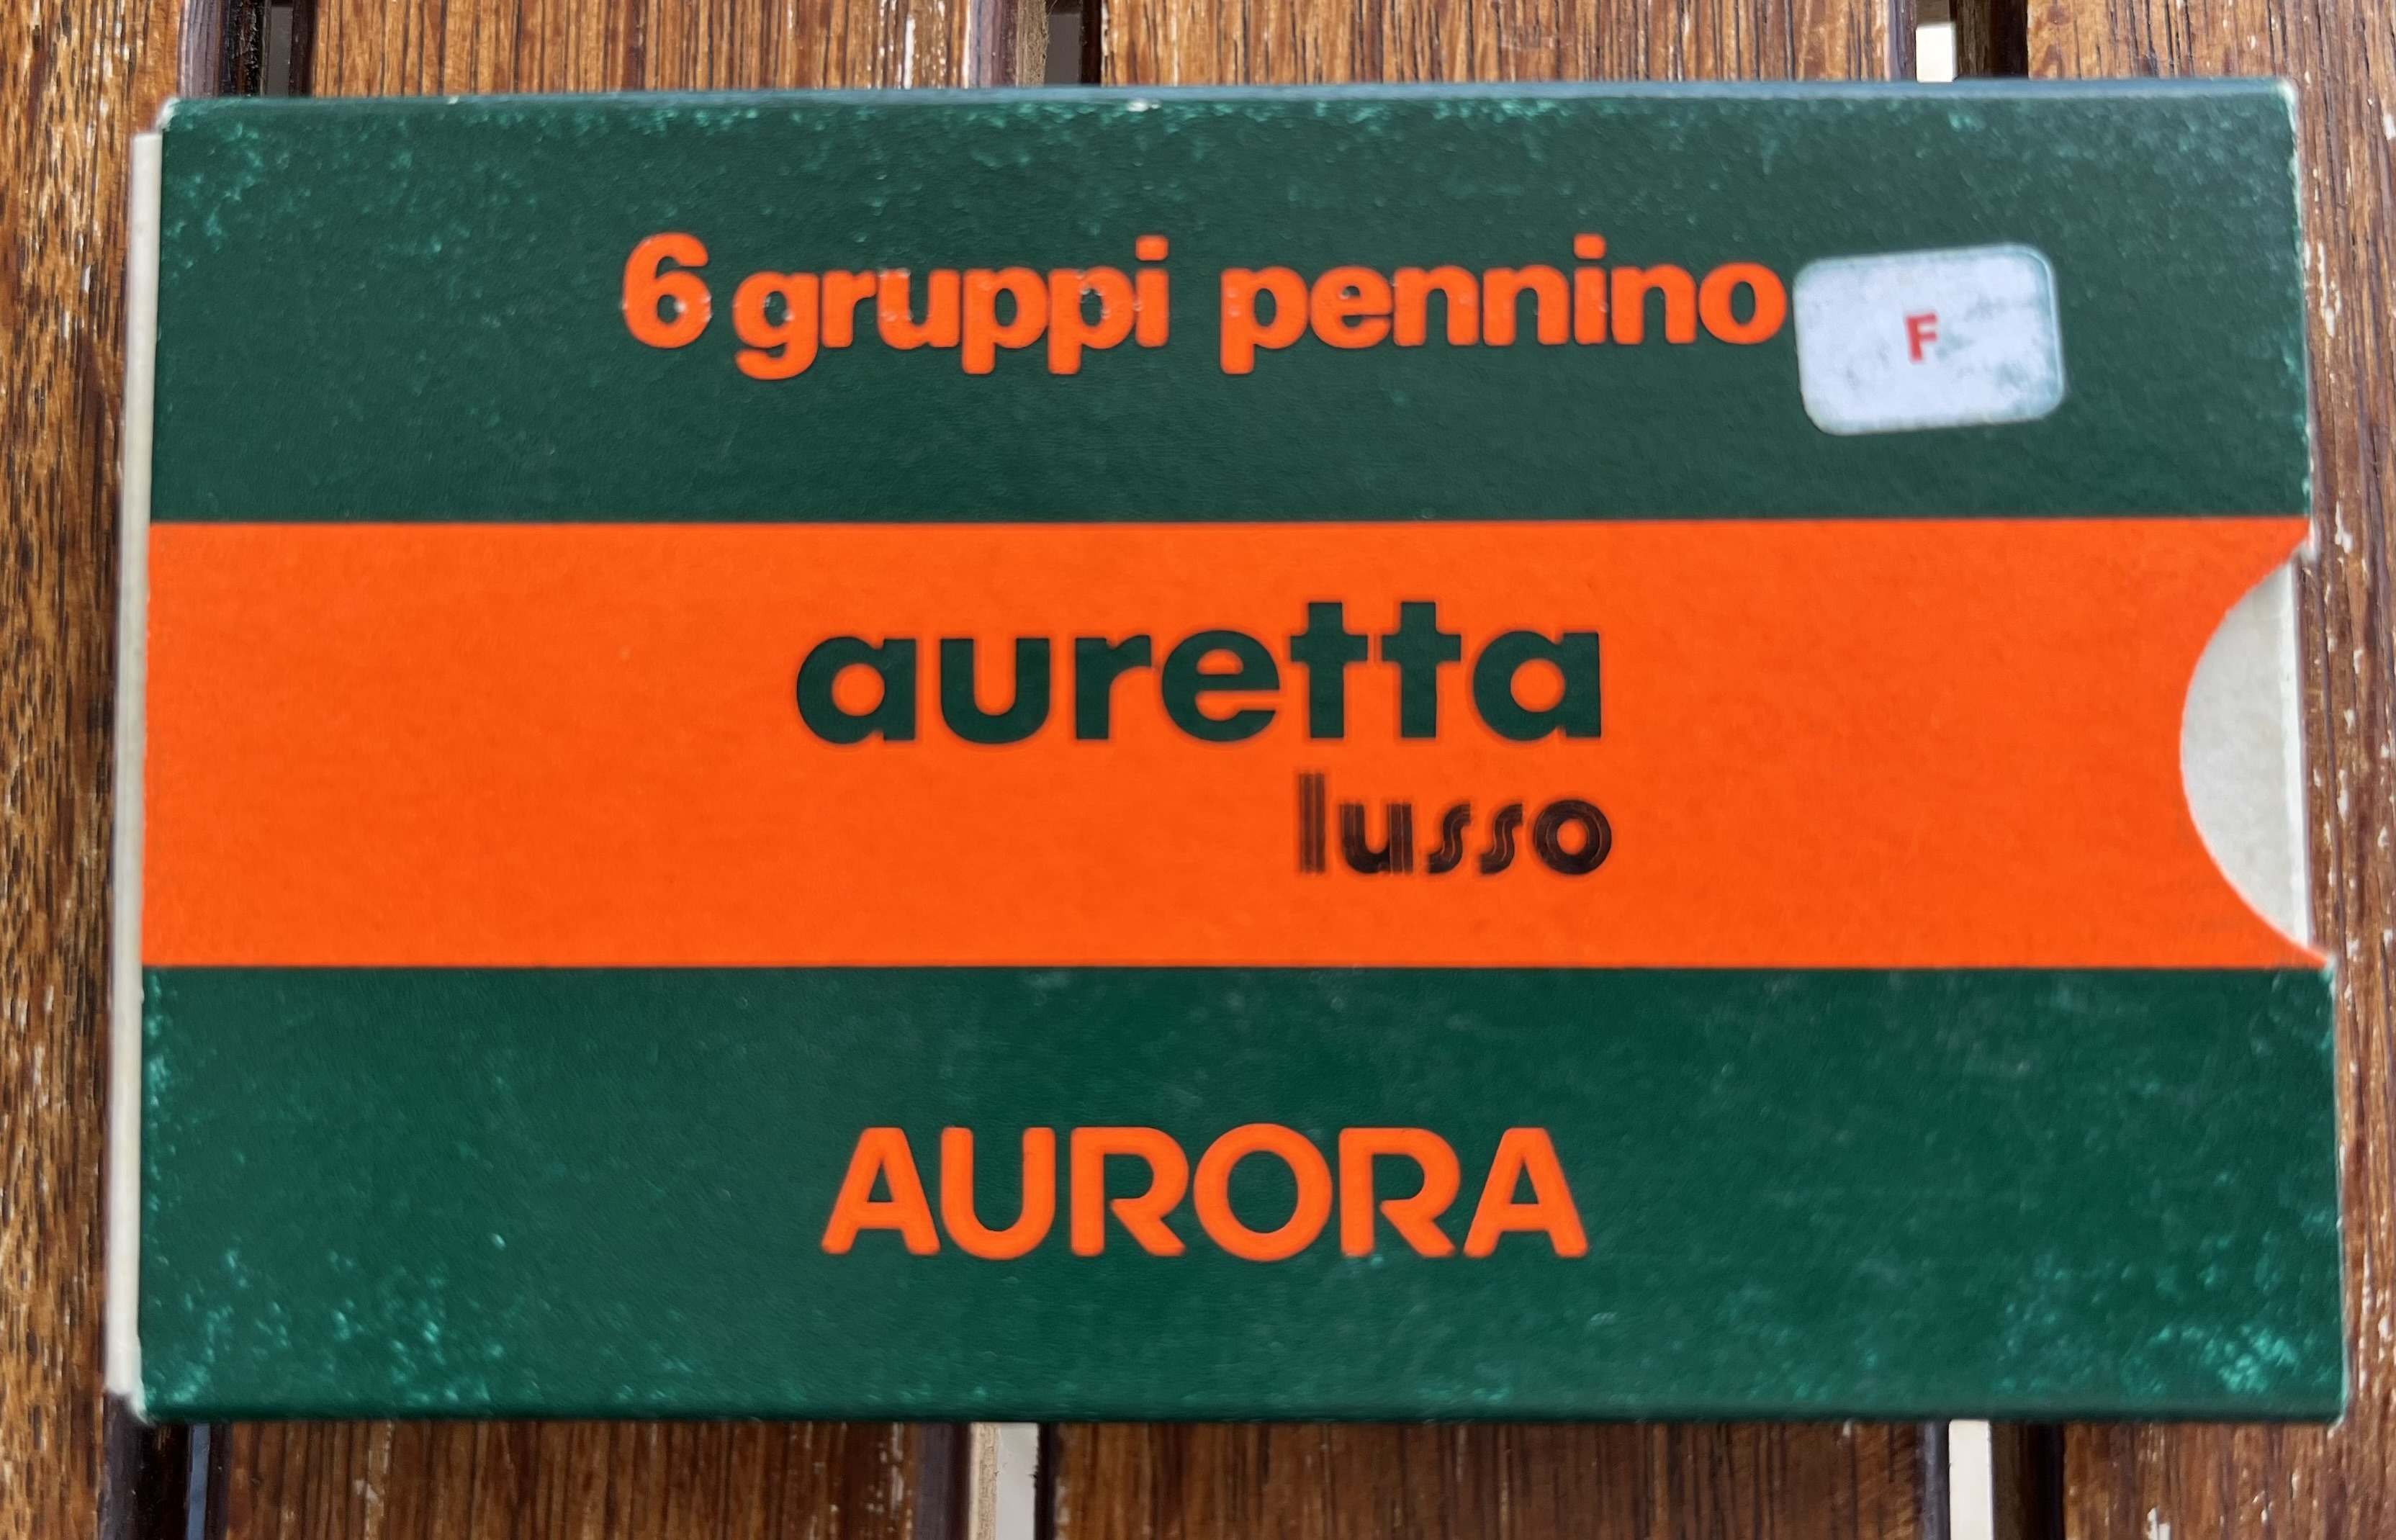 6 gruppi pennino F
auretta
lusso
AURORA